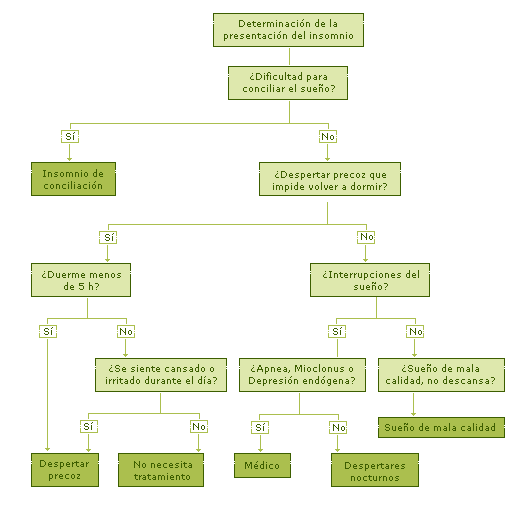 Determinación de la
presentación del insomnio
¿Dificultad para
conciliar el sueño?
Sí
No
Insomnio de
conciliación
¿Despertar precoz que
impide volver a dormir?
Sí
No
¿Duerme menos
de 5 h?
¿Interrupciones del
sueño?
Sí
No
Sí
No
¿Se siente cansado o
irritado durante el día?
¿Apnea, Mioclonus o
Depresión endógena?
¿Sueño de mala
calidad, no descansa?
Sí
No
Sí
No
Sueño de mala calidad
Despertar
precoz
No necesita
tratamiento
Médico
Despertares
nocturnos